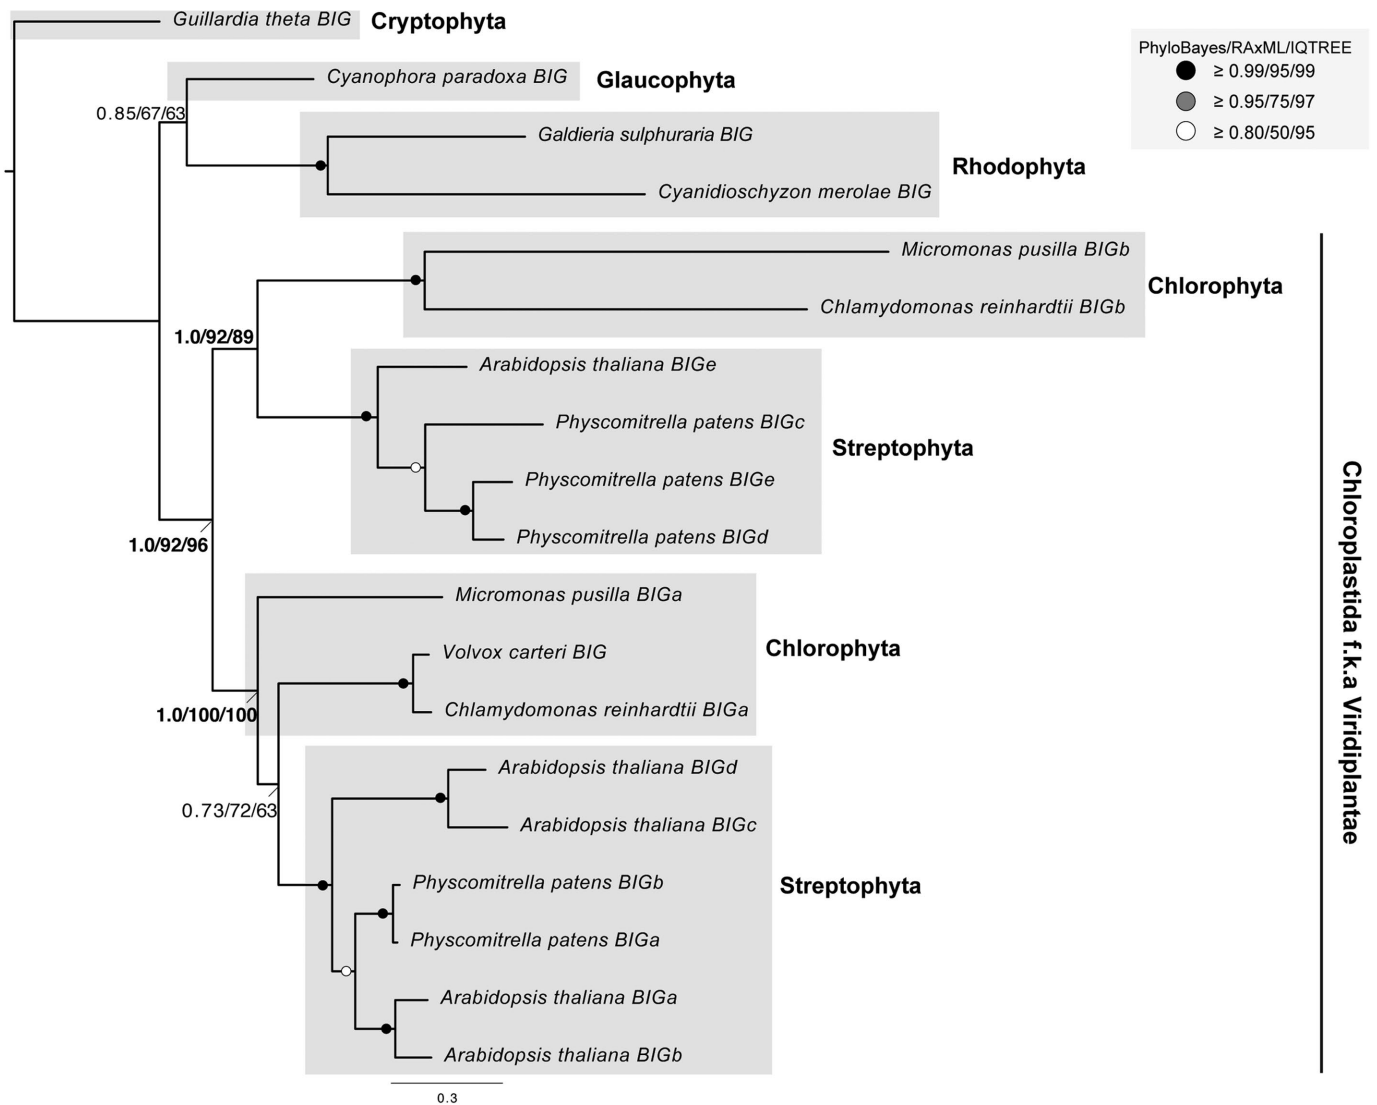 Guillardia theta BIG
Cryptophyta
PhyloBayes/RAxML/IQTREE
≥ 0.99/95/99
≥ 0.95/75/97
≥ 0.80/50/95
Cyanophora paradoxa BIG
Glaucophyta
0.85/67/63
Galdieria sulphuraria BIG
Rhodophyta
Cyanidioschyzon merolae BIG
Micromonas pusilla BIGb
Chlorophyta
Chlamydomonas reinhardtii BIGb
1.0/92/89
Arabidopsis thaliana BIGe
Physcomitrella patens BIGc
Streptophyta
Physcomitrella patens BIGe
Physcomitrella patens BIGd
1.0/92/96
Micromonas pusilla BIGa
Volvox carteri BIG
Chlorophyta
Chlamydomonas reinhardtii BIGa
1.0/100/100
Arabidopsis thaliana BIGd
0.73/72/63
Arabidopsis thaliana BIGc
Physcomitrella patens BIGb
Streptophyta
Physcomitrella patens BIGa
Arabidopsis thaliana BIGa
Arabidopsis thaliana BIGb
0.3
Chloroplastida f.k.a Viridiplantae